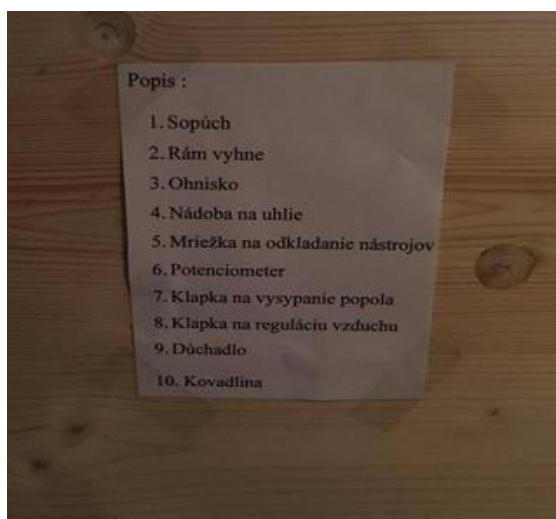 Popis :
1. Sopúch
2. Rám vyhne
3. Ohnisko
4. Nádoba na uhlie
5. Mriežka na odkladanie nástrojov
6. Potenciometer
7. Klapka na vysypanie popola
8. Klapka na reguláciu vzduchu
9. Dúchadlo
10. Kovadlina